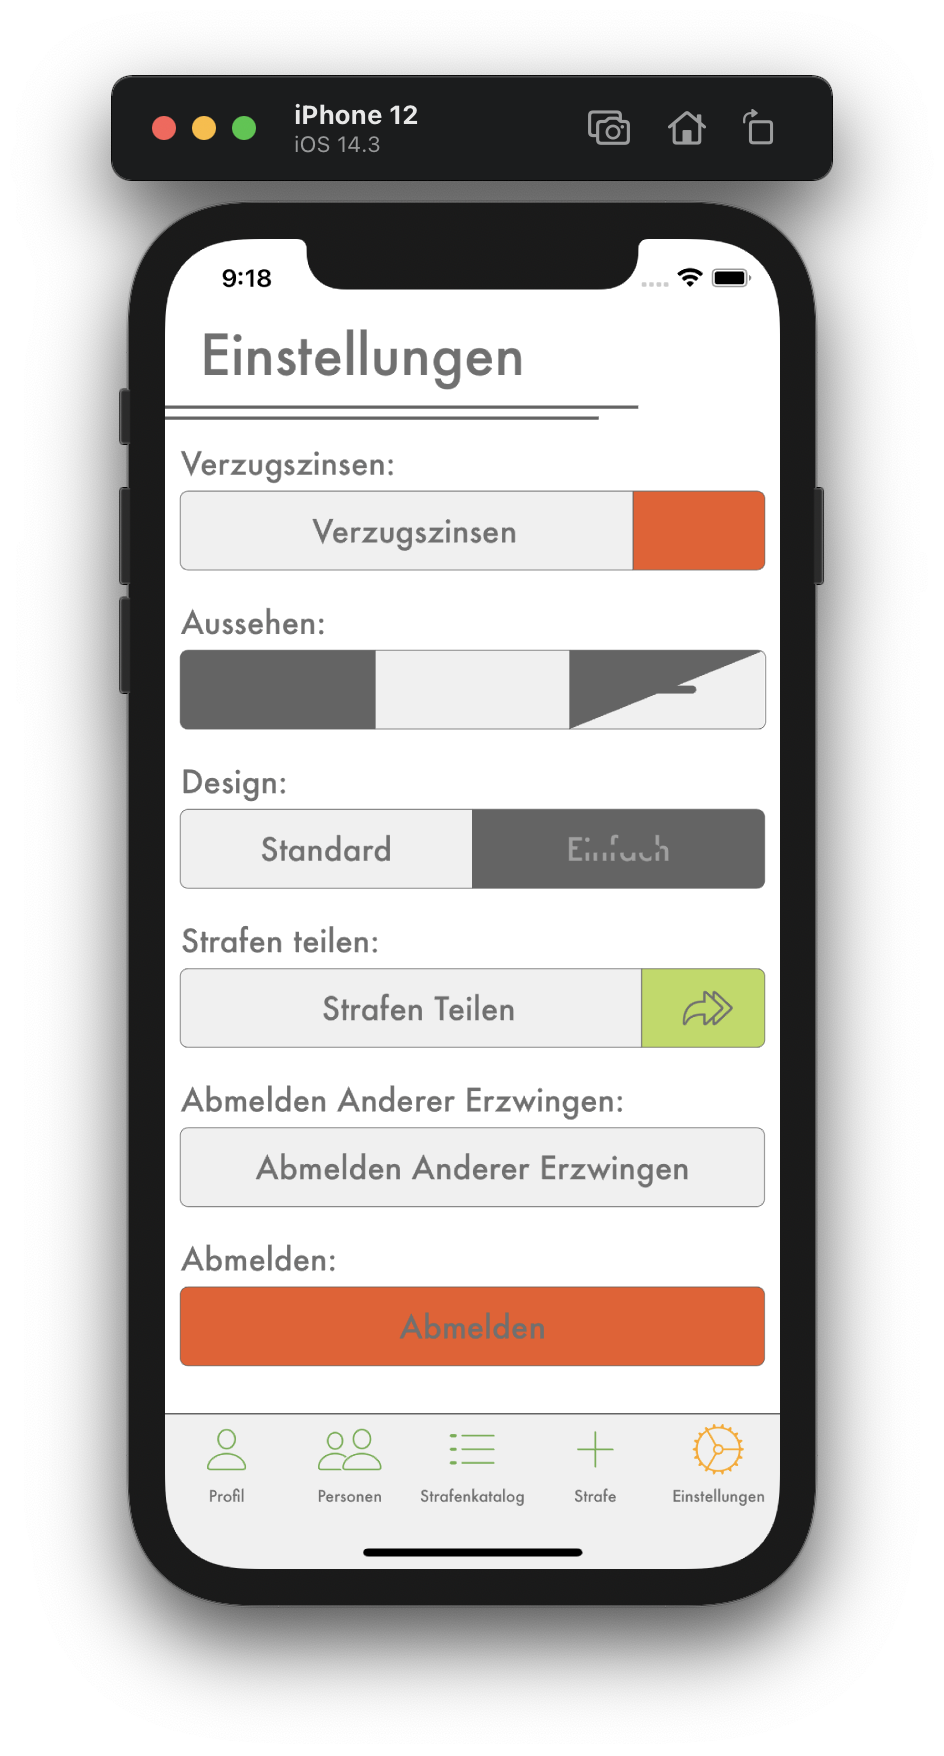 iPhone 12
iOS 14.3
9:18
Einstellungen
Verzugszinsen:
Verzugszinsen
Aussehen:
Design:
Standard
Einfach
Strafen teilen:
Strafen Teilen
Abmelden Anderer Erzwingen:
Abmelden Anderer Erzwingen
Abmelden:
Abmelden
Profil
Personen
Strafenkatalog
Strafe
Einstellungen